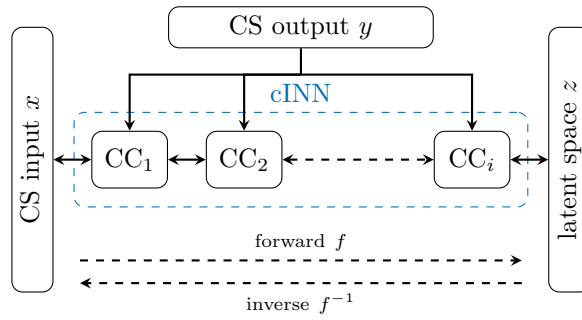 CS output y
cINN
CS input x
CC₁
CC₂
CCᵢ
latent space z
forward f
inverse f⁻¹